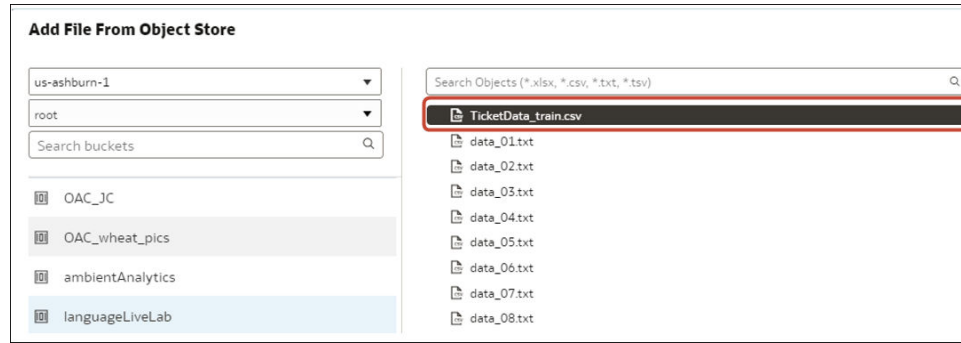 Add File From Object Store
us-ashburn-1
root
Search buckets
OAC_JC
OAC_wheat_pics
ambientAnalytics
languageLiveLab
Search Objects (*.xlsx, *.csv, *.txt, *.tsv)
TicketData_train.csv
data_01.txt
data_02.txt
data_03.txt
data_04.txt
data_05.txt
data_06.txt
data_07.txt
data_08.txt